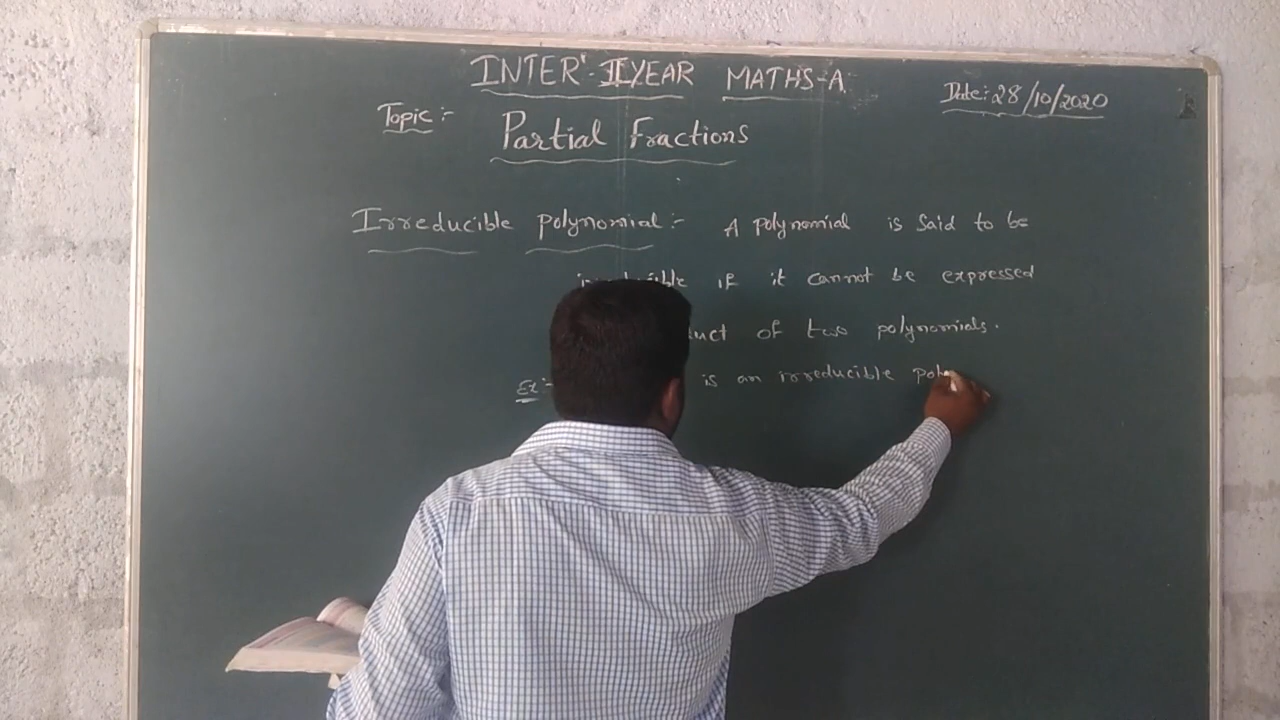 INTER' - II YEAR MATHS-A
Date:- 28/10/2020
Topic:- Partial Fractions
Irreducible polynomial:- A polynomial is said to be
if it cannot be expressed
of two polynomials.
Ex:- is an irreducible